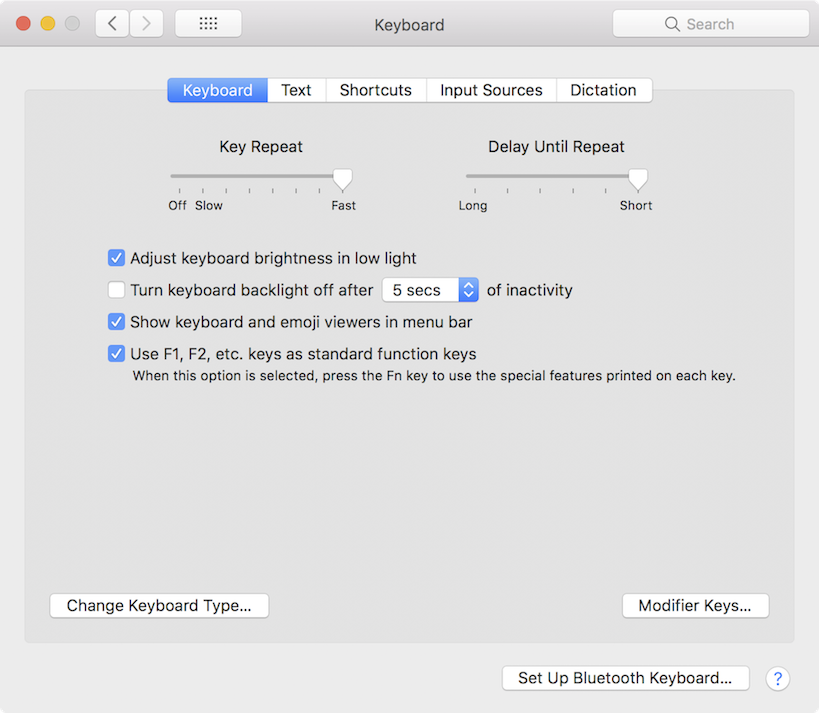 Keyboard
Search
Keyboard Text Shortcuts Input Sources Dictation
Key Repeat Delay Until Repeat
Off Slow Fast Long Short
Adjust keyboard brightness in low light
Turn keyboard backlight off after 5 secs of inactivity
Show keyboard and emoji viewers in menu bar
Use F1, F2, etc. keys as standard function keys
When this option is selected, press the Fn key to use the special features printed on each key.
Change Keyboard Type... Modifier Keys...
Set Up Bluetooth Keyboard... ?